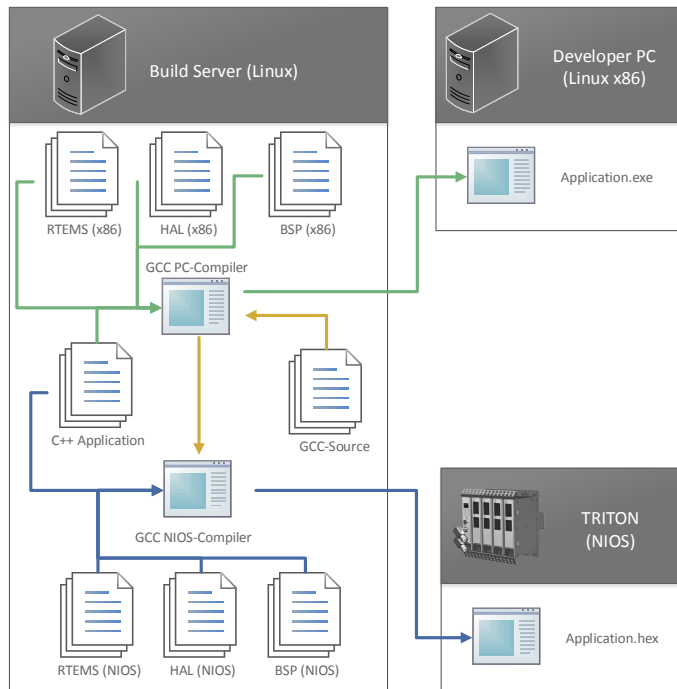 Build Server (Linux)
Developer PC
(Linux x86)
RTEMS (x86)
HAL (x86)
BSP (x86)
Application.exe
GCC PC-Compiler
C++ Application
GCC-Source
GCC NIOS-Compiler
TRITON
(NIOS)
RTEMS (NIOS)
HAL (NIOS)
BSP (NIOS)
Application.hex